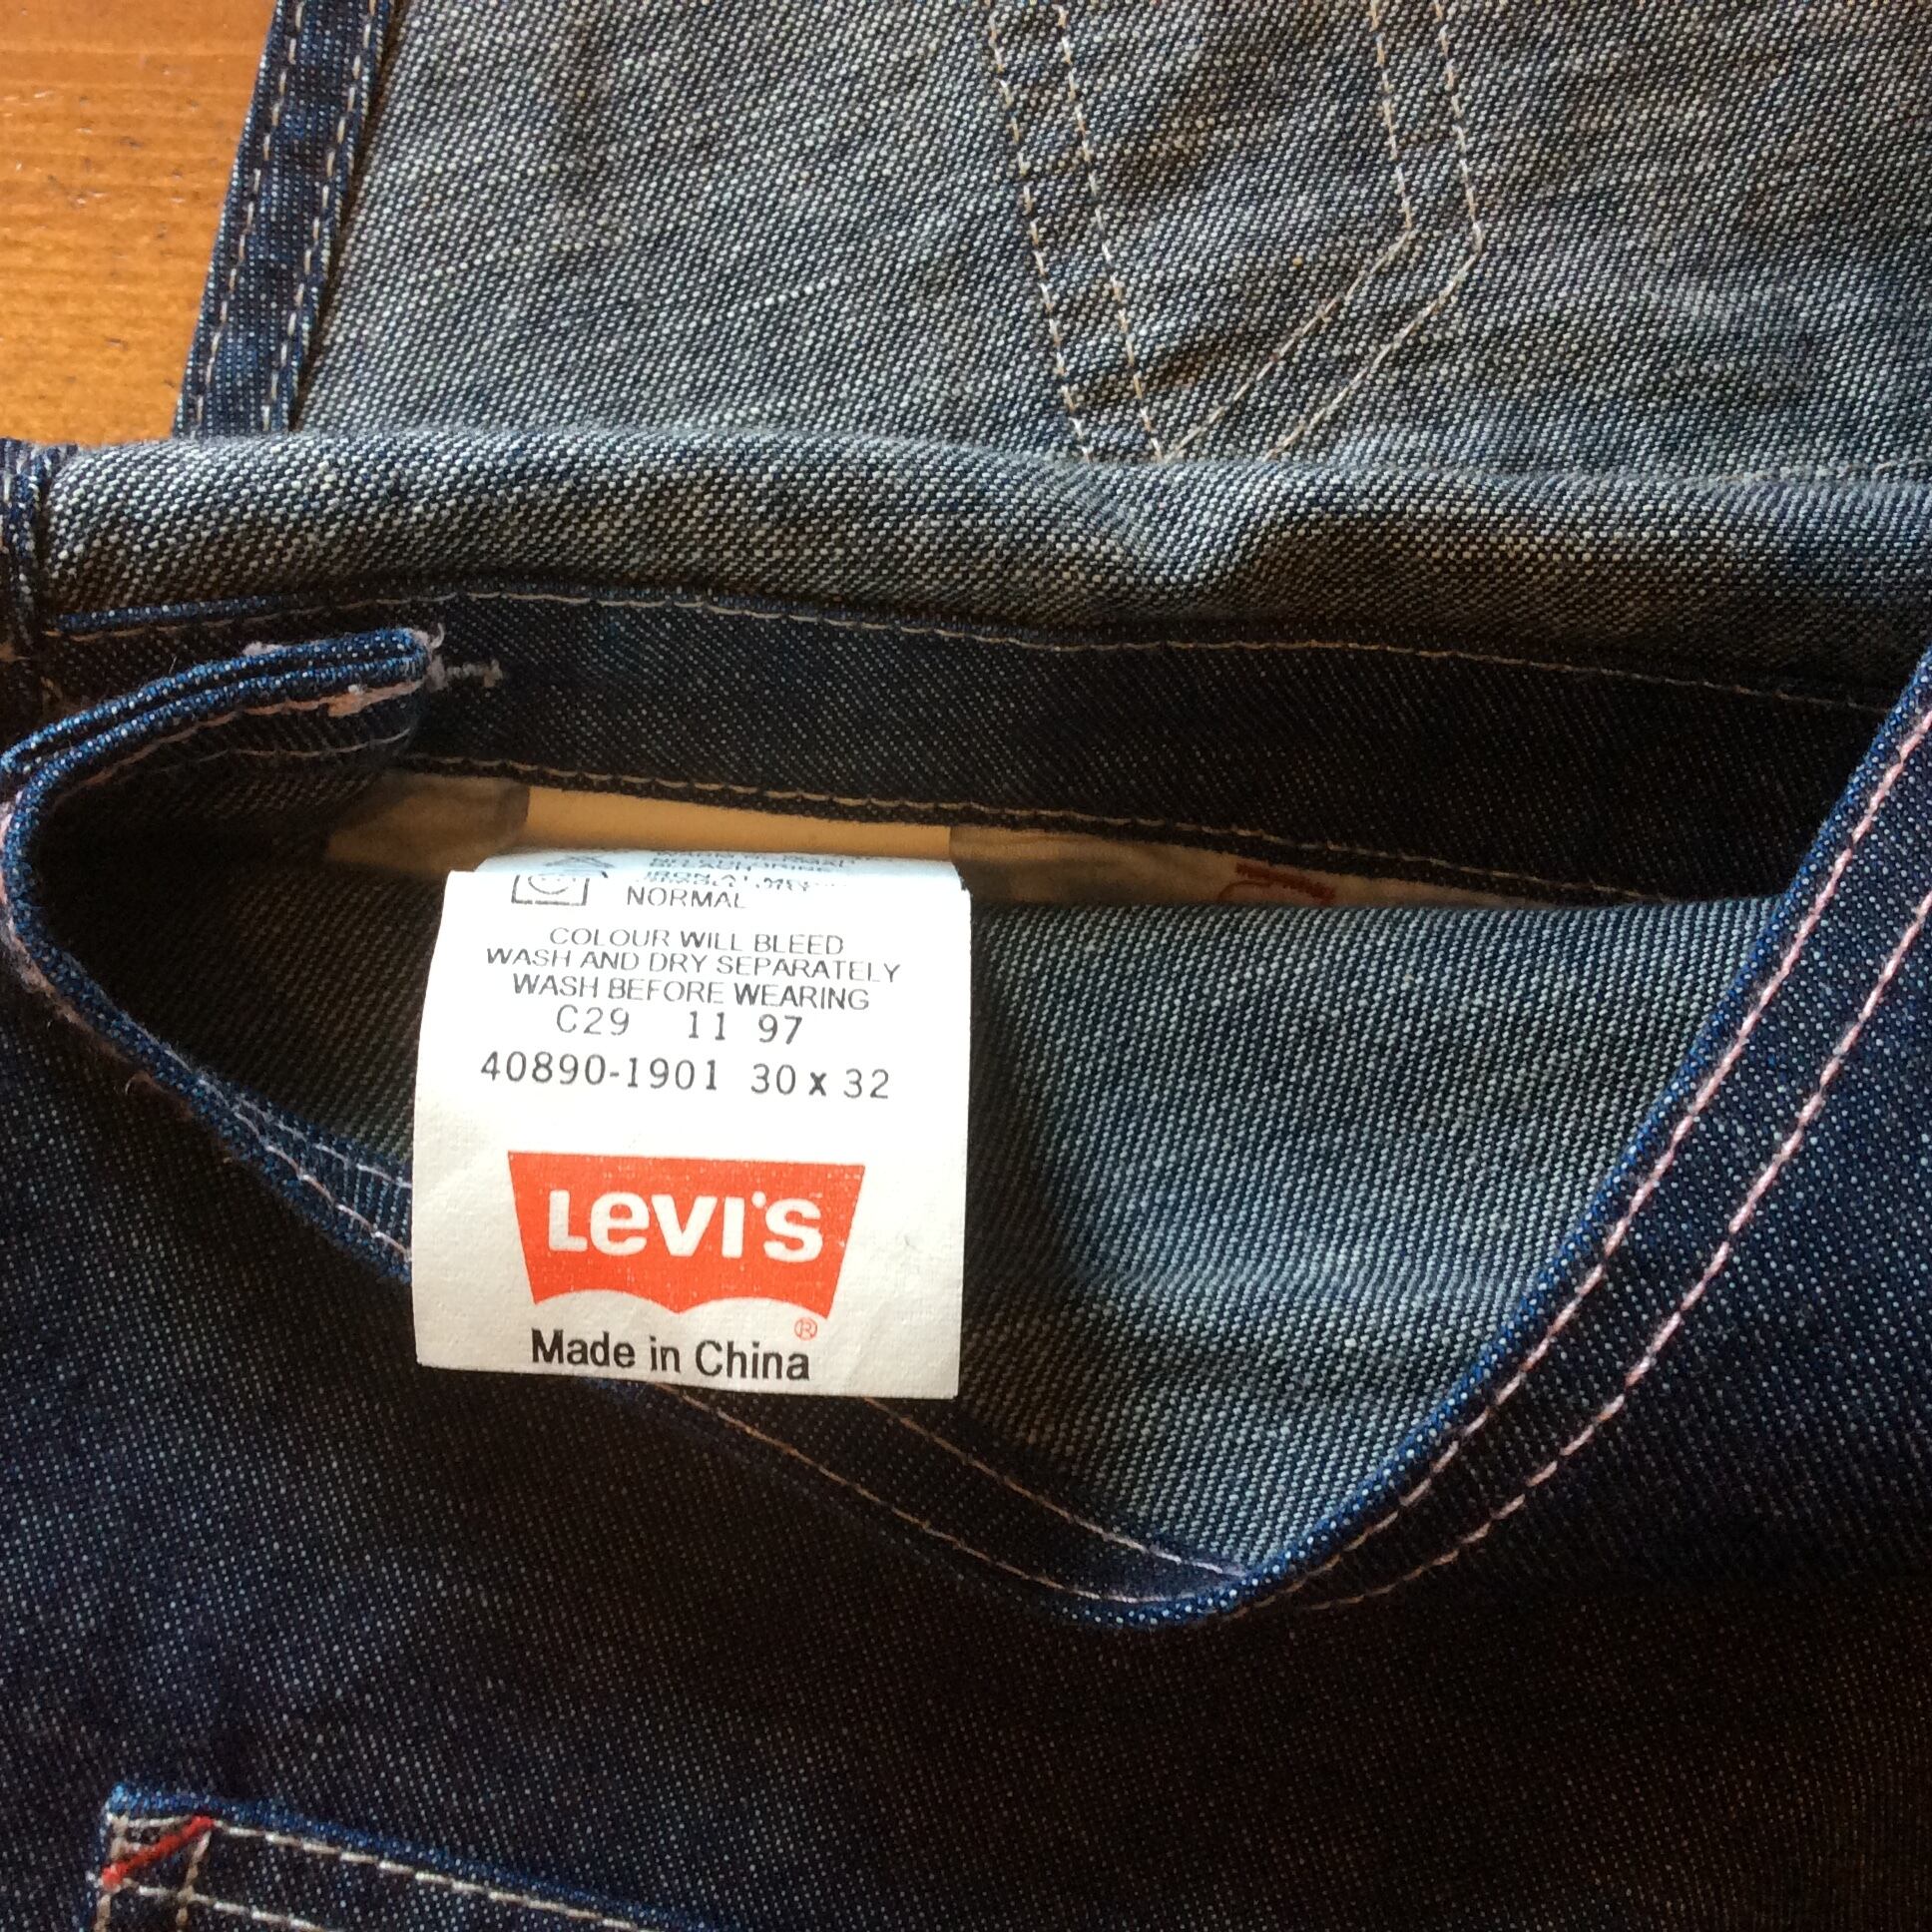 NORMAL
COLOUR WILL BLEED
WASH AND DRY SEPARATELY
WASH BEFORE WEARING
C29 11 97
40890-1901 30 x 32
LEVI'S
®
Made in China